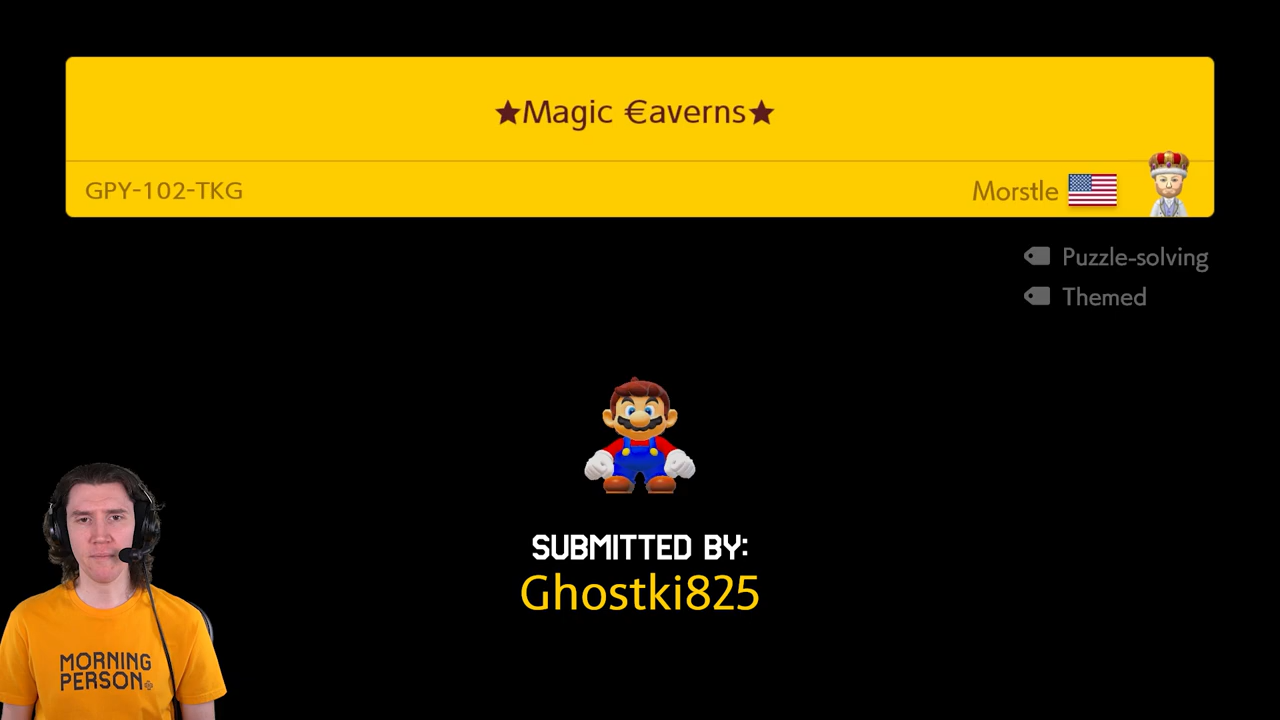 ★Magic €averns★
GPY-102-TKG
Morstle
Puzzle-solving
Themed
SUBMITTED BY:
Ghostki825
MORNING
PERSON